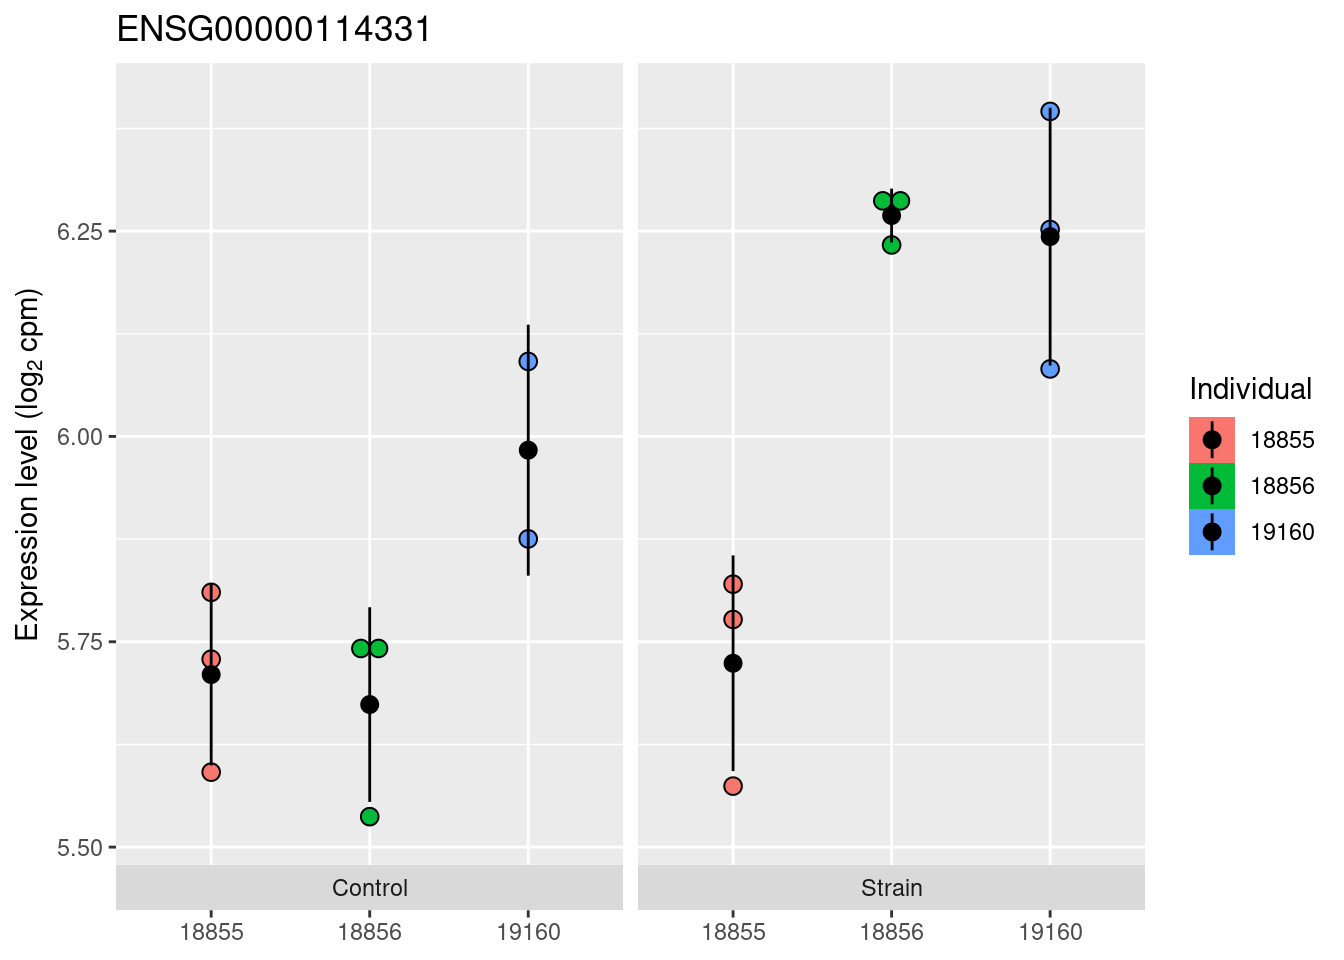 ENSG00000114331
Expression level (log2 cpm)
6.25
6.00
5.75
5.50
Control
Strain
18855
18856
19160
18855
18856
19160
Individual
18855
18856
19160